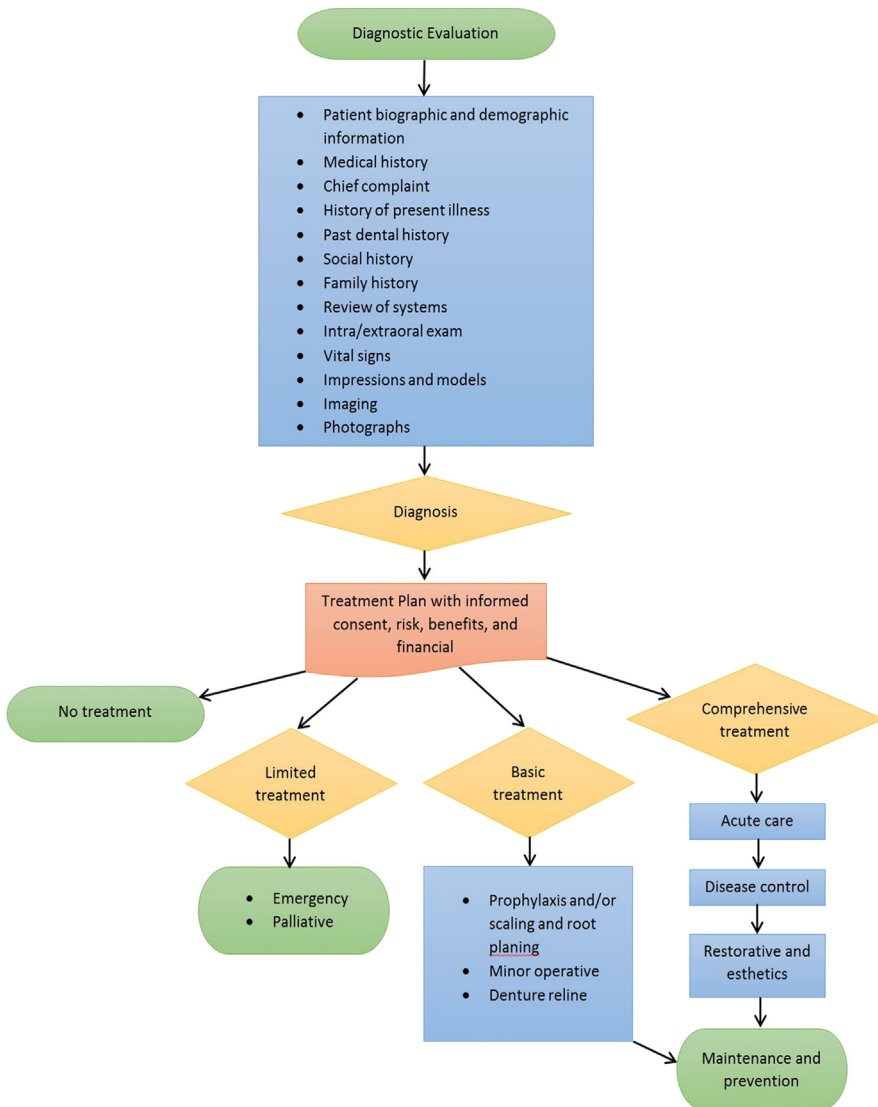 Diagnostic Evaluation
• Patient biographic and demographic
information
• Medical history
• Chief complaint
• History of present illness
• Past dental history
• Social history
• Family history
• Review of systems
• Intra/extraoral exam
• Vital signs
• Impressions and models
• Imaging
• Photographs
Diagnosis
Treatment Plan with informed
consent, risk, benefits, and
financial
No treatment
Limited
treatment
• Emergency
• Palliative
Basic
treatment
• Prophylaxis and/or
scaling and root
planing
• Minor operative
• Denture reline
Comprehensive
treatment
Acute care
Disease control
Restorative and
esthetics
Maintenance and
prevention